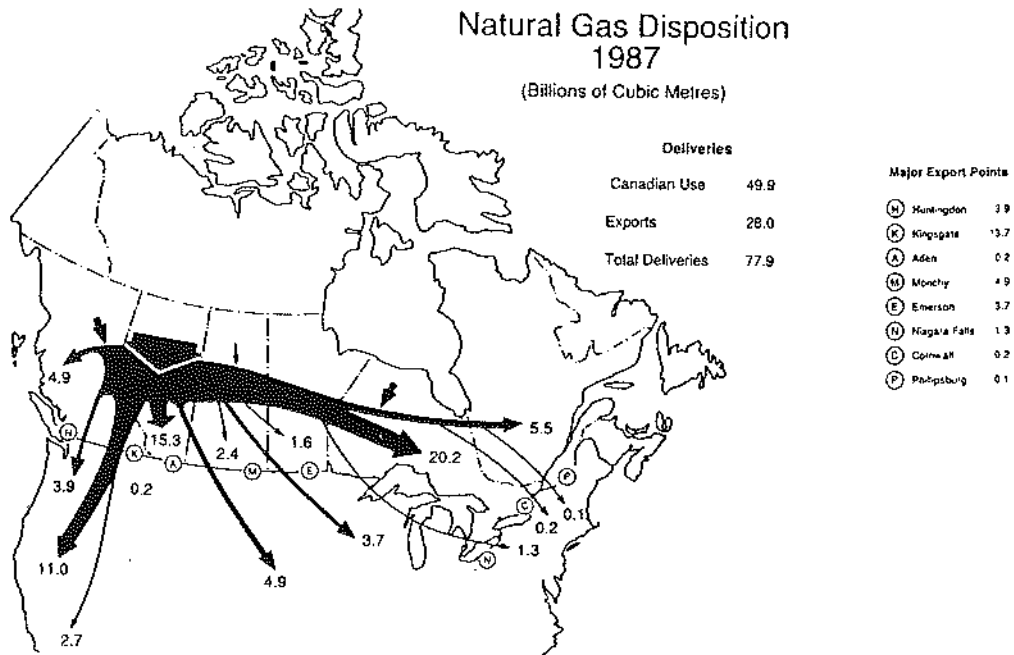 Natural Gas Disposition
1987
(Billions of Cubic Metres)
Deliveries
Canadian Use 49.9
Exports 28.0
Total Deliveries 77.9
Major Export Points
H Huntingdon 3.9
K Kingsgate 13.7
A Aden 0.2
M Monchy 4.9
E Emerson 3.7
N Niagara Falls 1.3
C Cornwall 0.2
P Philipsburg 0.1
4.9
H
K
15.3
A
2.4
M
1.6
E
20.2
5.5
P
C
N
3.9
0.2
11.0
2.7
4.9
3.7
1.3
0.2
0.1